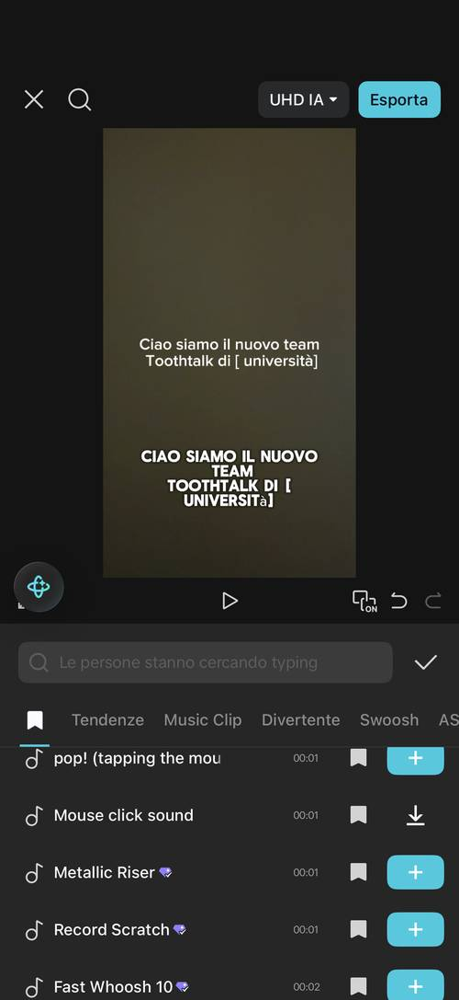 UHD IA
Esporta
Ciao siamo il nuovo team
Toothtalk di [ università]
CIAO SIAMO IL NUOVO
TEAM
TOOTHTALK DI [
UNIVERSITà]
ON
Le persone stanno cercando typing
Tendenze Music Clip Divertente Swoosh AS
pop! (tapping the mou 00:01
Mouse click sound 00:01
Metallic Riser 00:01
Record Scratch 00:01
Fast Whoosh 10 00:02